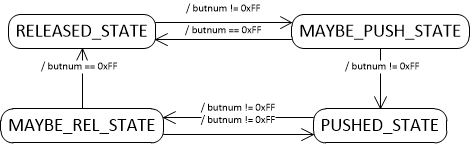 / butnum != 0xFF
RELEASED_STATE
MAYBE_PUSH_STATE
/ butnum == 0xFF
/ butnum == 0xFF
/ butnum != 0xFF
/ butnum != 0xFF
/ butnum != 0xFF
MAYBE_REL_STATE
PUSHED_STATE